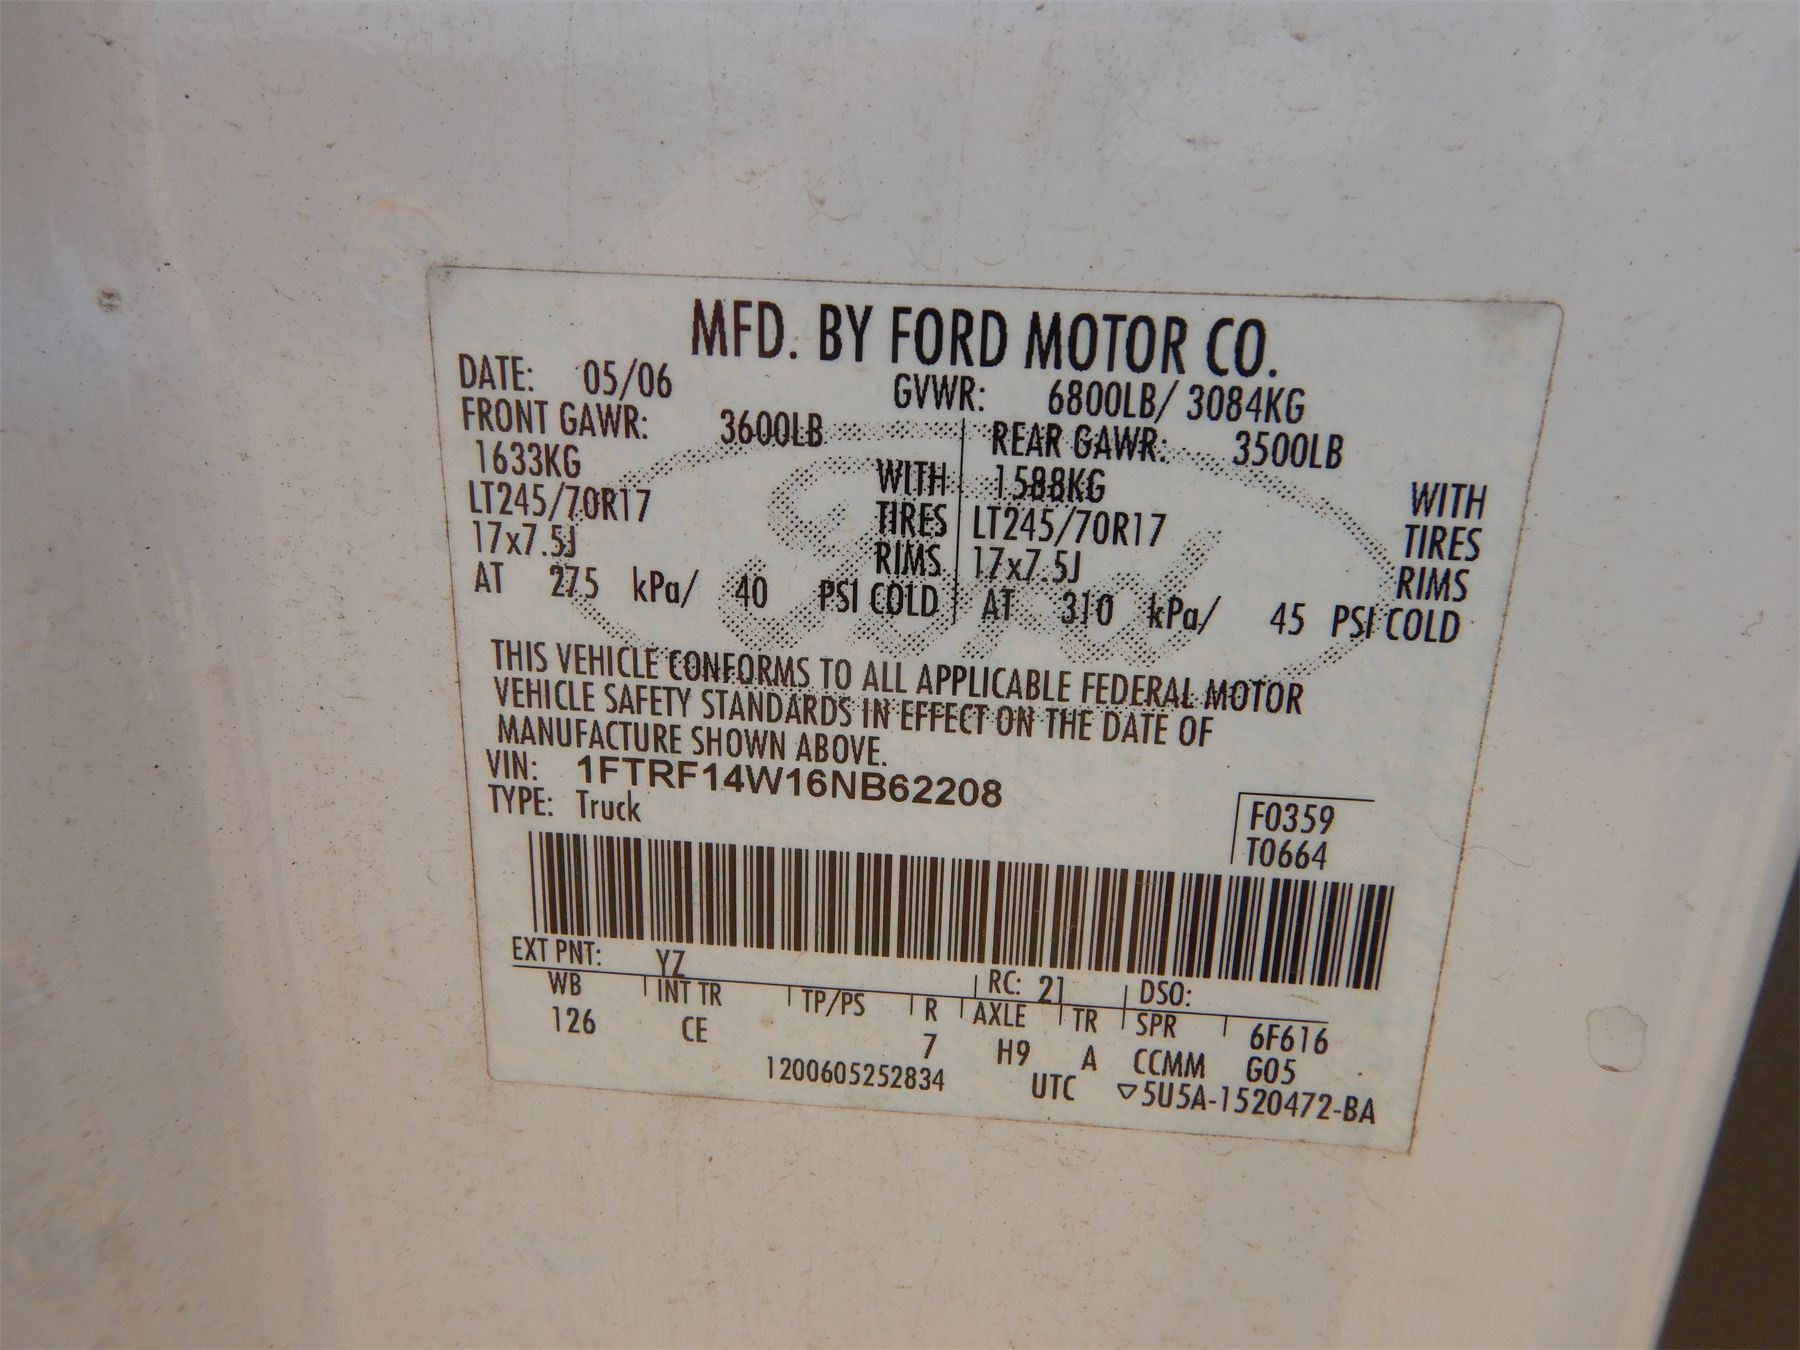 MFD. BY FORD MOTOR CO.
DATE: 05/06 GVWR: 6800LB/ 3084KG
FRONT GAWR: 3600LB REAR GAWR: 3500LB
1633KG WITH 1588KG WITH
LT245/70R17 TIRES LT245/70R17 TIRES
17x7.5J RIMS 17x7.5J RIMS
AT 275 kPa/ 40 PSI COLD AT 310 kPa/ 45 PSI COLD
THIS VEHICLE CONFORMS TO ALL APPLICABLE FEDERAL MOTOR
VEHICLE SAFETY STANDARDS IN EFFECT ON THE DATE OF
MANUFACTURE SHOWN ABOVE.
VIN: 1FTRF14W16NB62208
TYPE: Truck
F0359
T0664
EXT PNT: YZ RC: 21 DSO:
WB INT TR TP/PS R AXLE TR SPR 6F616
126 CE 7 H9 A CCMM G05
1200605252834 UTC ▽5U5A-1520472-BA
Ford